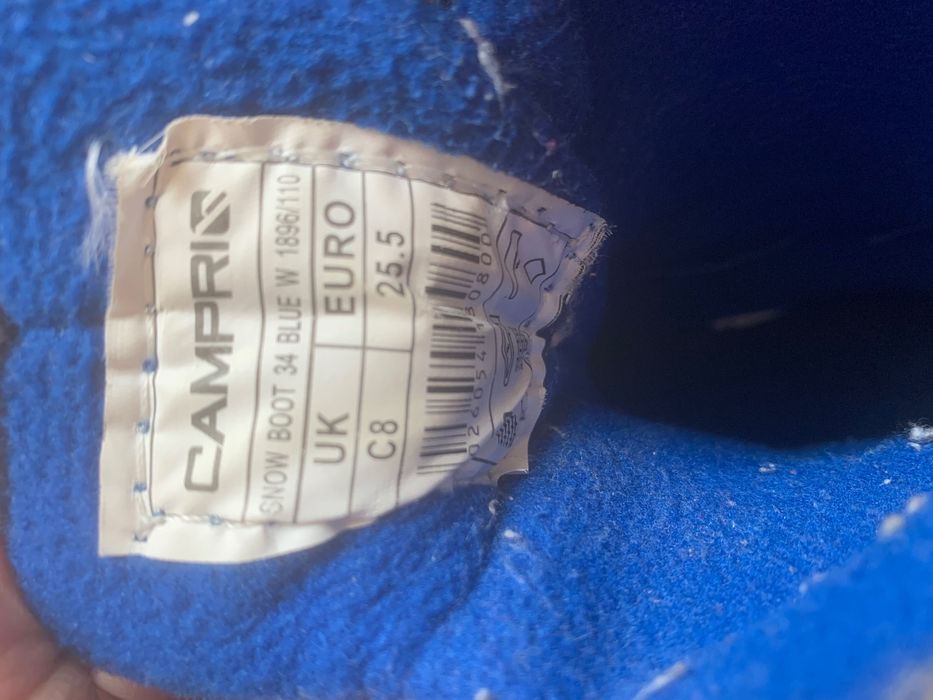 CAMPRI
SNOW BOOT 34 BLUE W 1896/110
UK EURO
C8 25.5